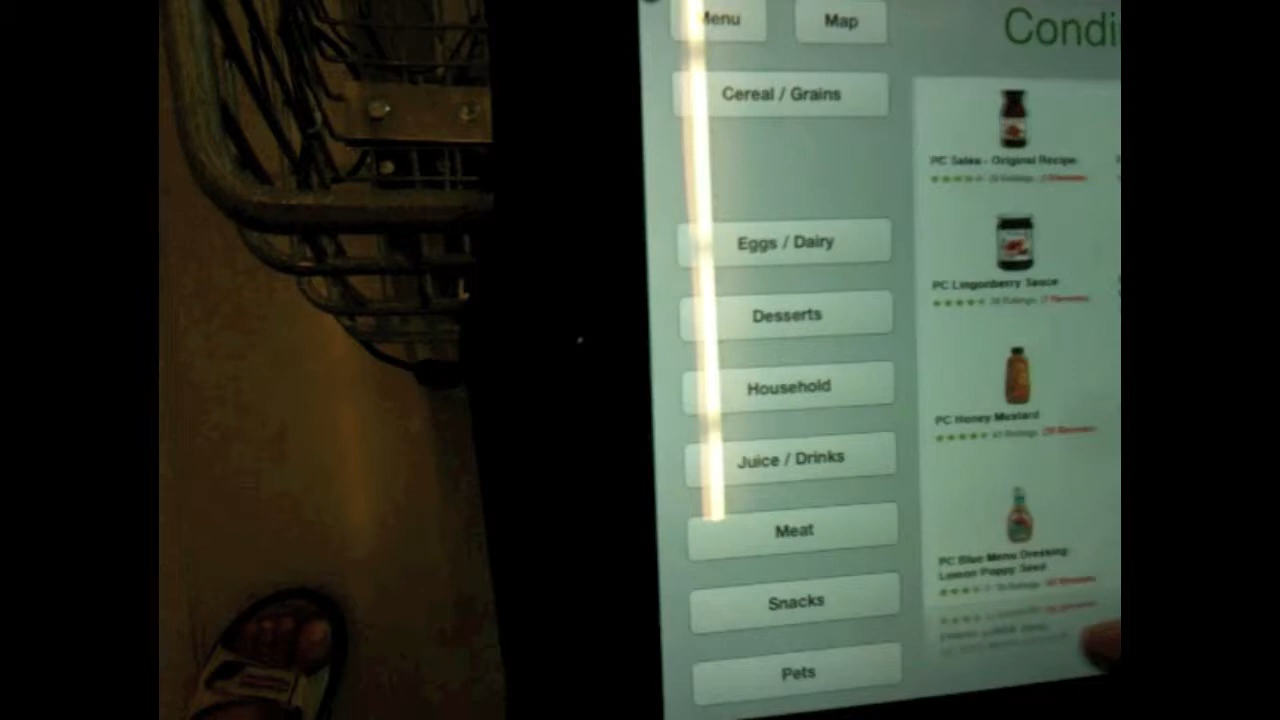 Menu
Map
Condi
Cereal / Grains
Eggs / Dairy
Desserts
Household
Juice / Drinks
Meat
Snacks
Pets
PC Salsa - Original Recipe
PC Lingonberry Sauce
PC Honey Mustard
PC Blue Menu Dressing
Lemon Poppy Seed